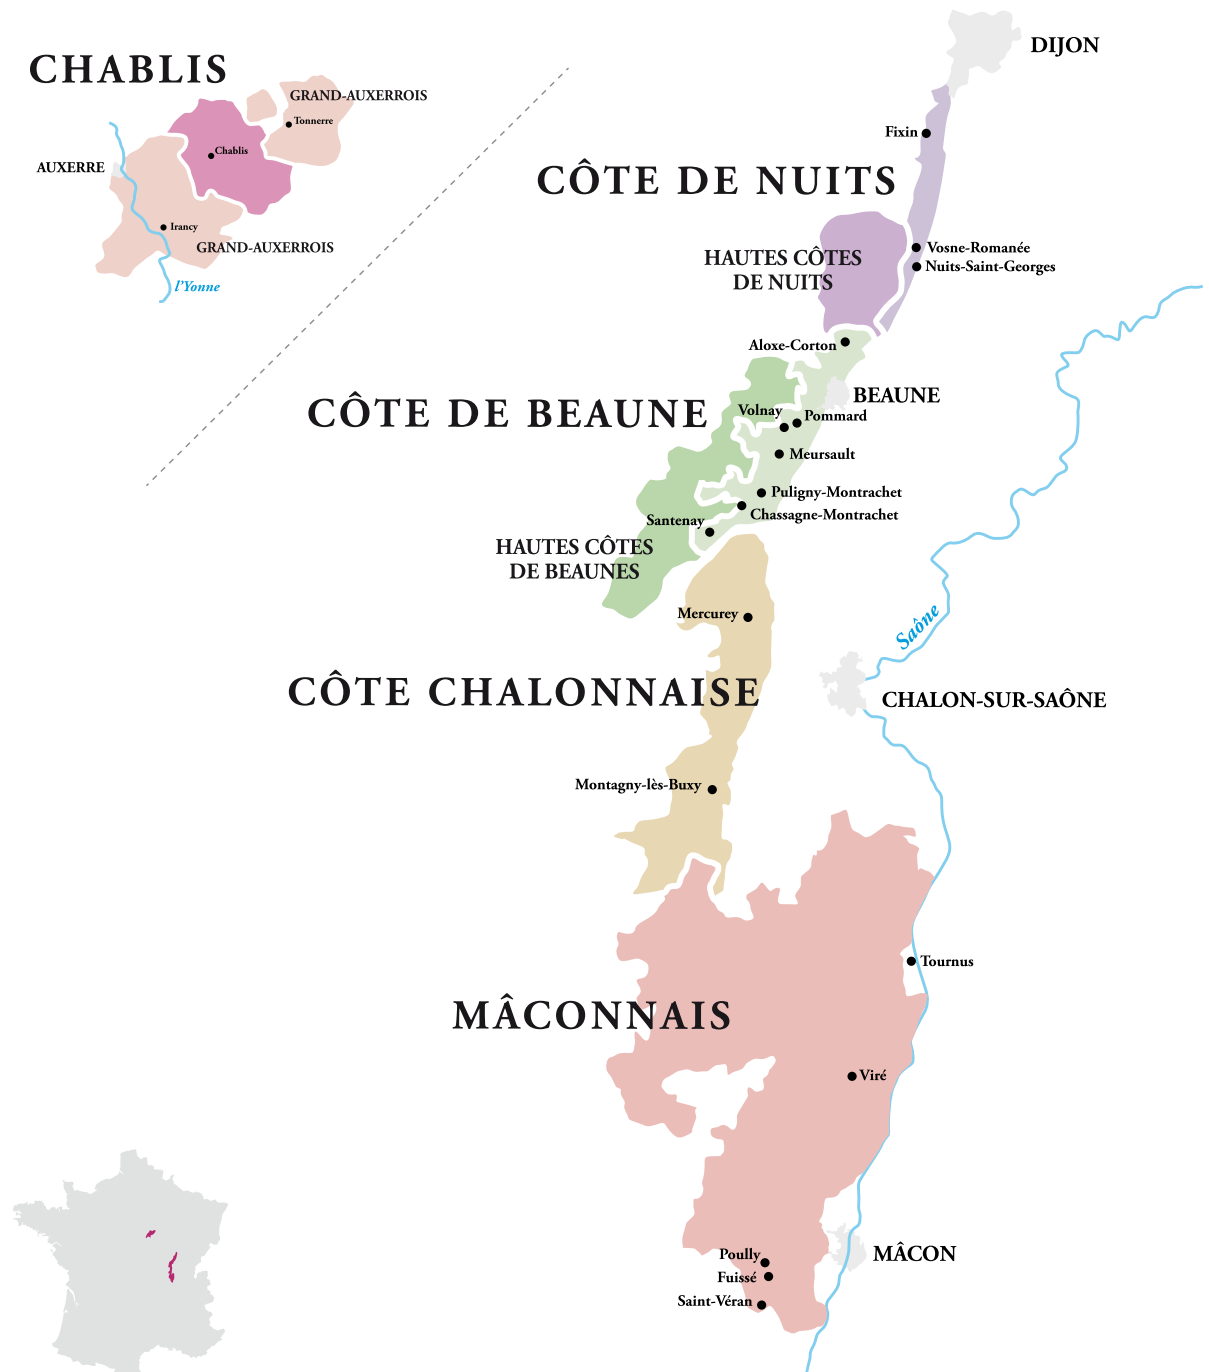 DIJON
CHABLIS
GRAND-AUXERROIS
Tonnerre
Fixin
Chablis
AUXERRE
CÔTE DE NUITS
Irancy
GRAND-AUXERROIS
Vosne-Romanée
HAUTES CÔTES
DE NUITS
Nuits-Saint-Georges
l'Yonne
Aloxe-Corton
BEAUNE
CÔTE DE BEAUNE
Volnay
Pommard
Meursault
Puligny-Montrachet
Chassagne-Montrachet
Santenay
HAUTES CÔTES
DE BEAUNES
Mercurey
Saône
CÔTE CHALONNAISE
CHALON-SUR-SAÔNE
Montagny-lès-Buxy
Tournus
MÂCONNAIS
Viré
Poully
MÂCON
Fuissé
Saint-Véran